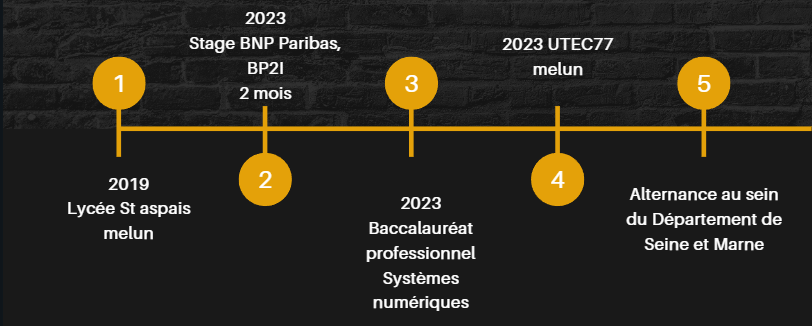 1
2019
Lycée St aspais
melun
2023
Stage BNP Paribas,
BP2I
2 mois
2
3
2023
Baccalauréat
professionnel
Systèmes
numériques
2023 UTEC77
melun
4
5
Alternance au sein
du Département de
Seine et Marne